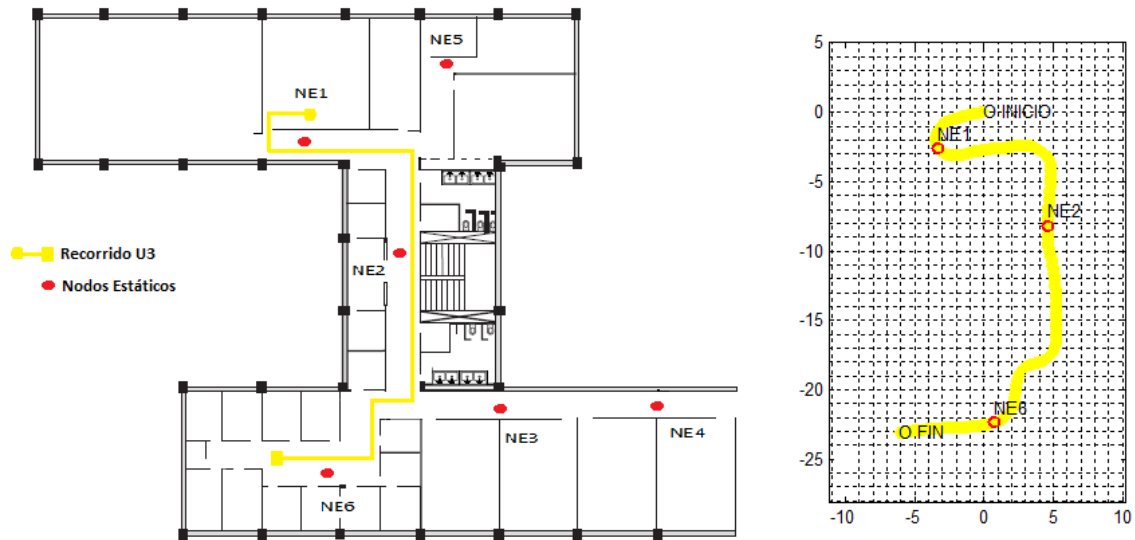 NE5
NE1
NE2
Recorrido U3
Nodos Estáticos
NE3
NE4
NE6
5
0
-5
-10
-15
-20
-25
-10
-5
0
5
10
O INICIO
NE1
NE2
NE6
O FIN